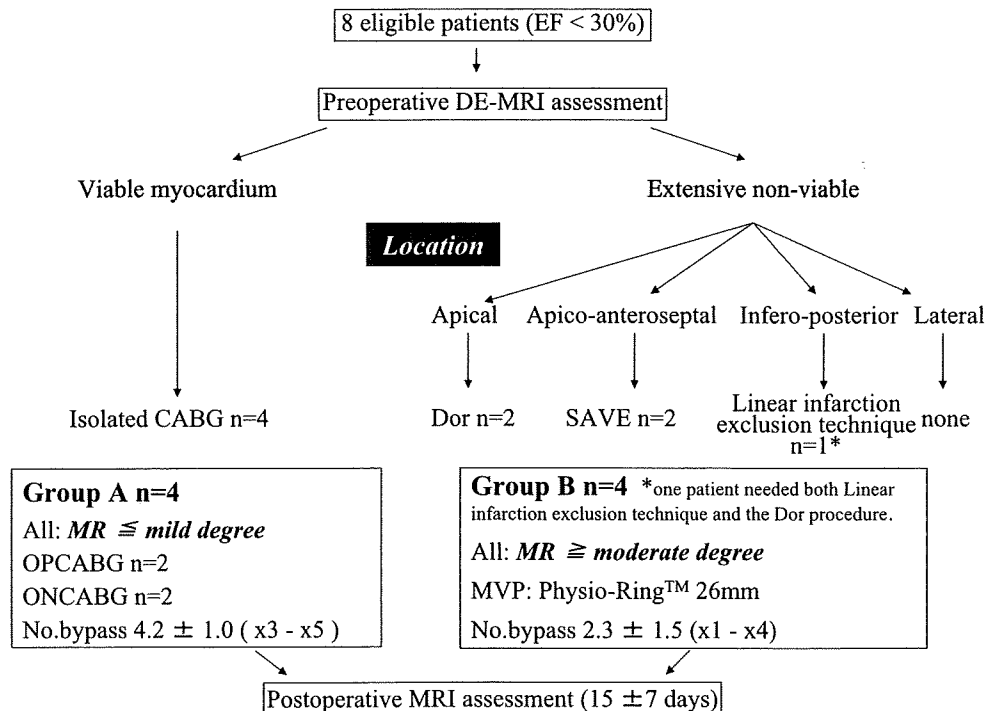 8 eligible patients (EF < 30%)
Preoperative DE-MRI assessment
Viable myocardium
Extensive non-viable
Location
Apical
Apico-anteroseptal
Infero-posterior
Lateral
Isolated CABG n=4
Dor n=2
SAVE n=2
Linear infarction
exclusion technique
n=1*
none
Group A n=4
All: MR ≦ mild degree
OPCABG n=2
ONCABG n=2
No.bypass 4.2 ± 1.0 ( x3 - x5 )
Group B n=4 *one patient needed both Linear
infarction exclusion technique and the Dor procedure.
All: MR ≧ moderate degree
MVP: Physio-Ring™ 26mm
No.bypass 2.3 ± 1.5 (x1 - x4)
Postoperative MRI assessment (15 ±7 days)